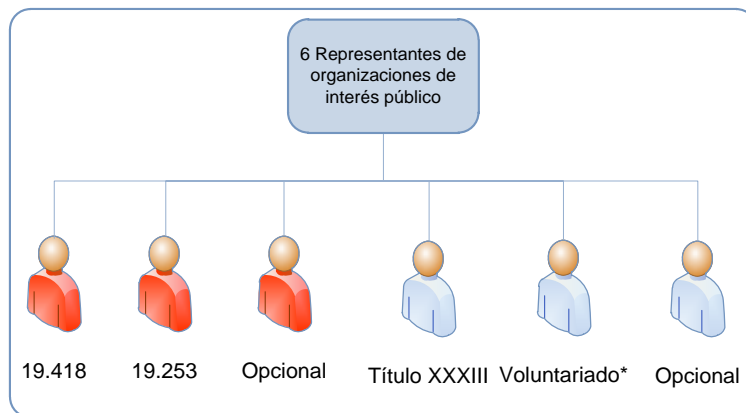 6 Representantes de
organizaciones de
interés público
19.418
19.253
Opcional
Título XXXIII
Voluntariado*
Opcional